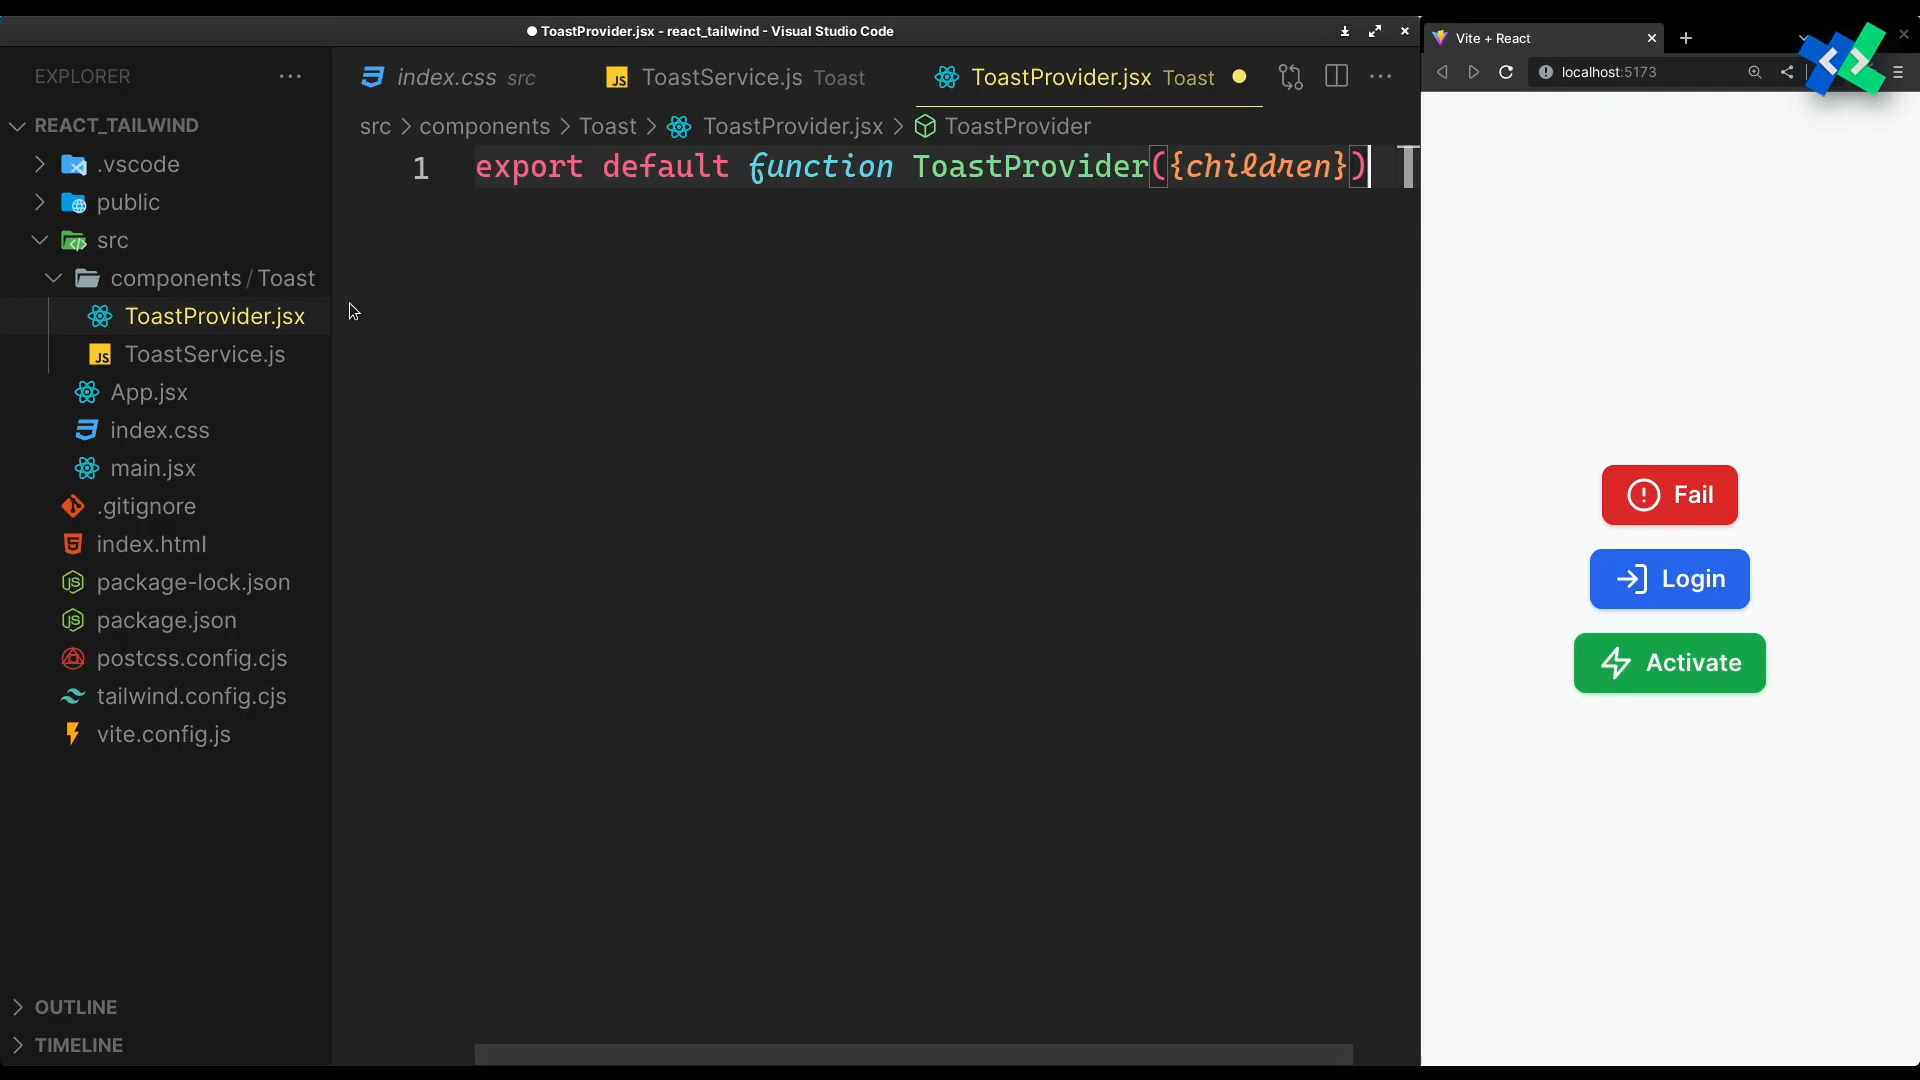 ToastProvider.jsx - react_tailwind - Visual Studio Code
EXPLORER
REACT_TAILWIND
.vscode
public
src
components / Toast
ToastProvider.jsx
ToastService.js
App.jsx
index.css
main.jsx
.gitignore
index.html
package-lock.json
package.json
postcss.config.cjs
tailwind.config.cjs
vite.config.js
OUTLINE
TIMELINE
index.css src
JS ToastService.js Toast
ToastProvider.jsx Toast
src > components > Toast > ToastProvider.jsx > ToastProvider
1 export default function ToastProvider({children})
Vite + React
localhost:5173
Fail
Login
Activate